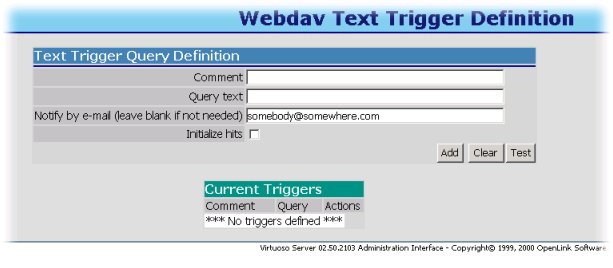 Webdav Text Trigger Definition
Text Trigger Query Definition
Comment
Query text
Notify by e-mail (leave blank if not needed) somebody@somewhere.com
Initialize hits
Add Clear Test
Current Triggers
Comment Query Actions
*** No triggers defined ***
Virtuoso Server 02.50.2103 Administration Interface - Copyright© 1999, 2000 OpenLink Software